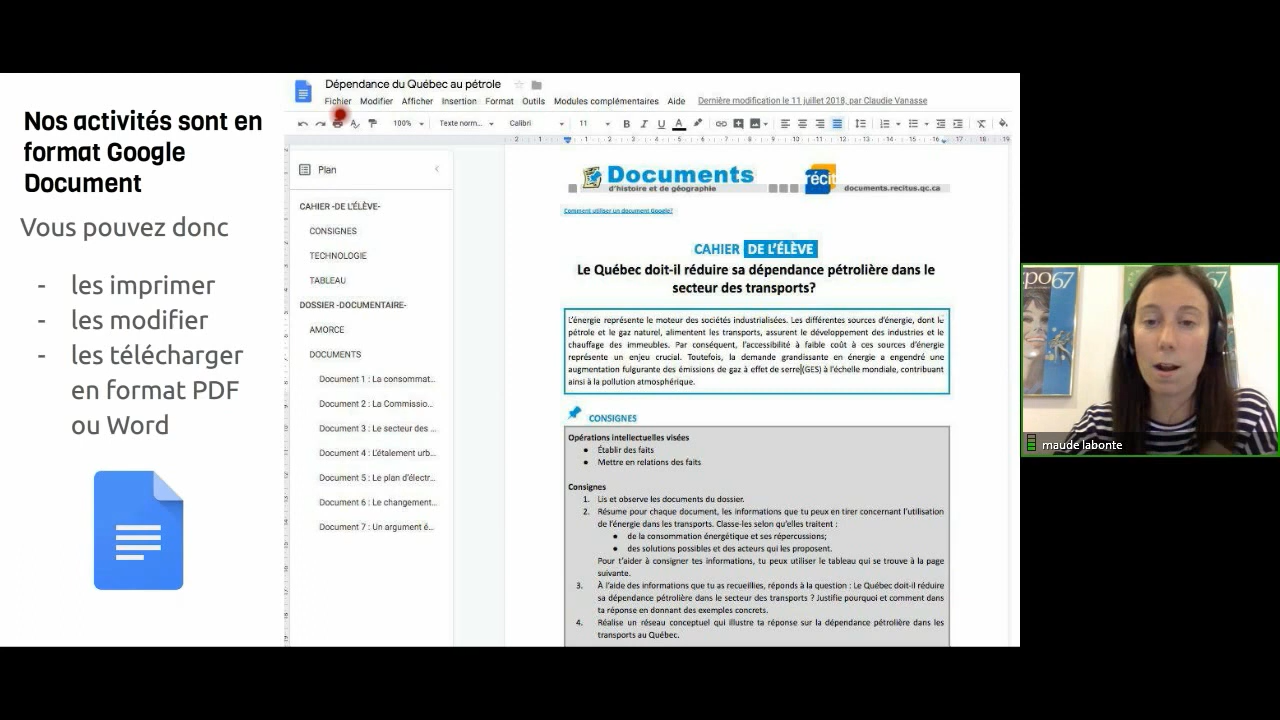 Nos activités sont en
format Google
Document
Vous pouvez donc
- les imprimer
- les modifier
- les télécharger
en format PDF
ou Word
Dépendance du Québec au pétrole
Fichier Modifier Afficher Insertion Format Outils Modules complémentaires Aide Dernière modification le 11 juillet 2018, par Claudie Vanasse
100% Texte norm... Calibri 11 B I U A
Plan
CAHIER -DE L'ÉLÈVE-
CONSIGNES
TECHNOLOGIE
TABLEAU
DOSSIER -DOCUMENTAIRE-
AMORCE
DOCUMENTS
Document 1 : La consommat...
Document 2 : La Commissio...
Document 3 : Le secteur des ...
Document 4 : L'étalement urb...
Document 5 : Le plan d'électr...
Document 6 : Le changement...
Document 7 : Un argument é...
Documents
d'histoire et de géographie
récit
documents.recitus.qc.ca
Comment utiliser un document Google?
CAHIER DE L'ÉLÈVE
Le Québec doit-il réduire sa dépendance pétrolière dans le
secteur des transports?
L'énergie représente le moteur des sociétés industrialisées. Les différentes sources d'énergie, dont le
pétrole et le gaz naturel, alimentent les transports, assurent le développement des industries et le
chauffage des immeubles. Par conséquent, l'accessibilité à faible coût à ces sources d'énergie
représente un enjeu crucial. Toutefois, la demande grandissante en énergie a engendré une
augmentation fulgurante des émissions de gaz à effet de serre(GES) à l'échelle mondiale, contribuant
ainsi à la pollution atmosphérique.
CONSIGNES
Opérations intellectuelles visées
● Établir des faits
● Mettre en relations des faits
Consignes
1. Lis et observe les documents du dossier.
2. Résume pour chaque document, les informations que tu peux en tirer concernant l'utilisation
de l'énergie dans les transports. Classe-les selon qu'elles traitent :
● de la consommation énergétique et ses répercussions;
● des solutions possibles et des acteurs qui les proposent.
Pour t'aider à consigner tes informations, tu peux utiliser le tableau qui se trouve à la page
suivante.
3. À l'aide des informations que tu as recueillies, réponds à la question : Le Québec doit-il réduire
sa dépendance pétrolière dans le secteur des transports ? Justifie pourquoi et comment dans
ta réponse en donnant des exemples concrets.
4. Réalise un réseau conceptuel qui illustre ta réponse sur la dépendance pétrolière dans les
transports au Québec.
po67
67
maude labonte